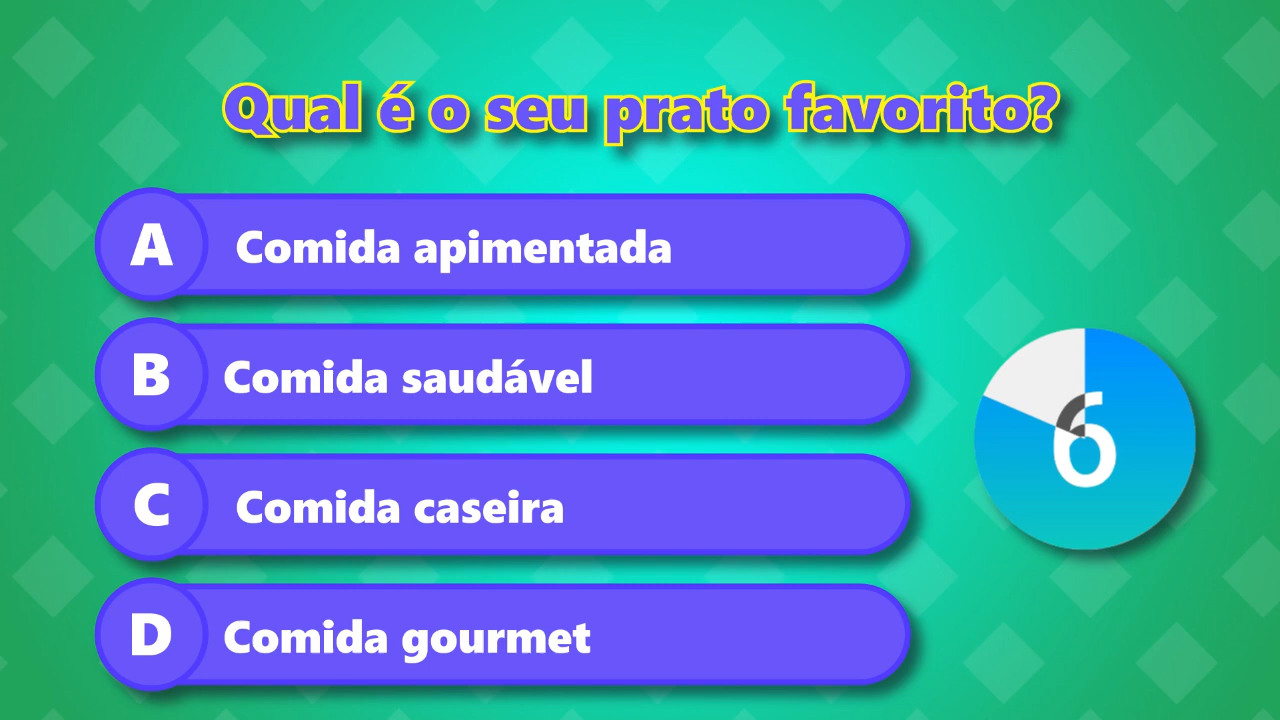 Qual é o seu prato favorito?
A Comida apimentada
B Comida saudável
C Comida caseira
6
D Comida gourmet